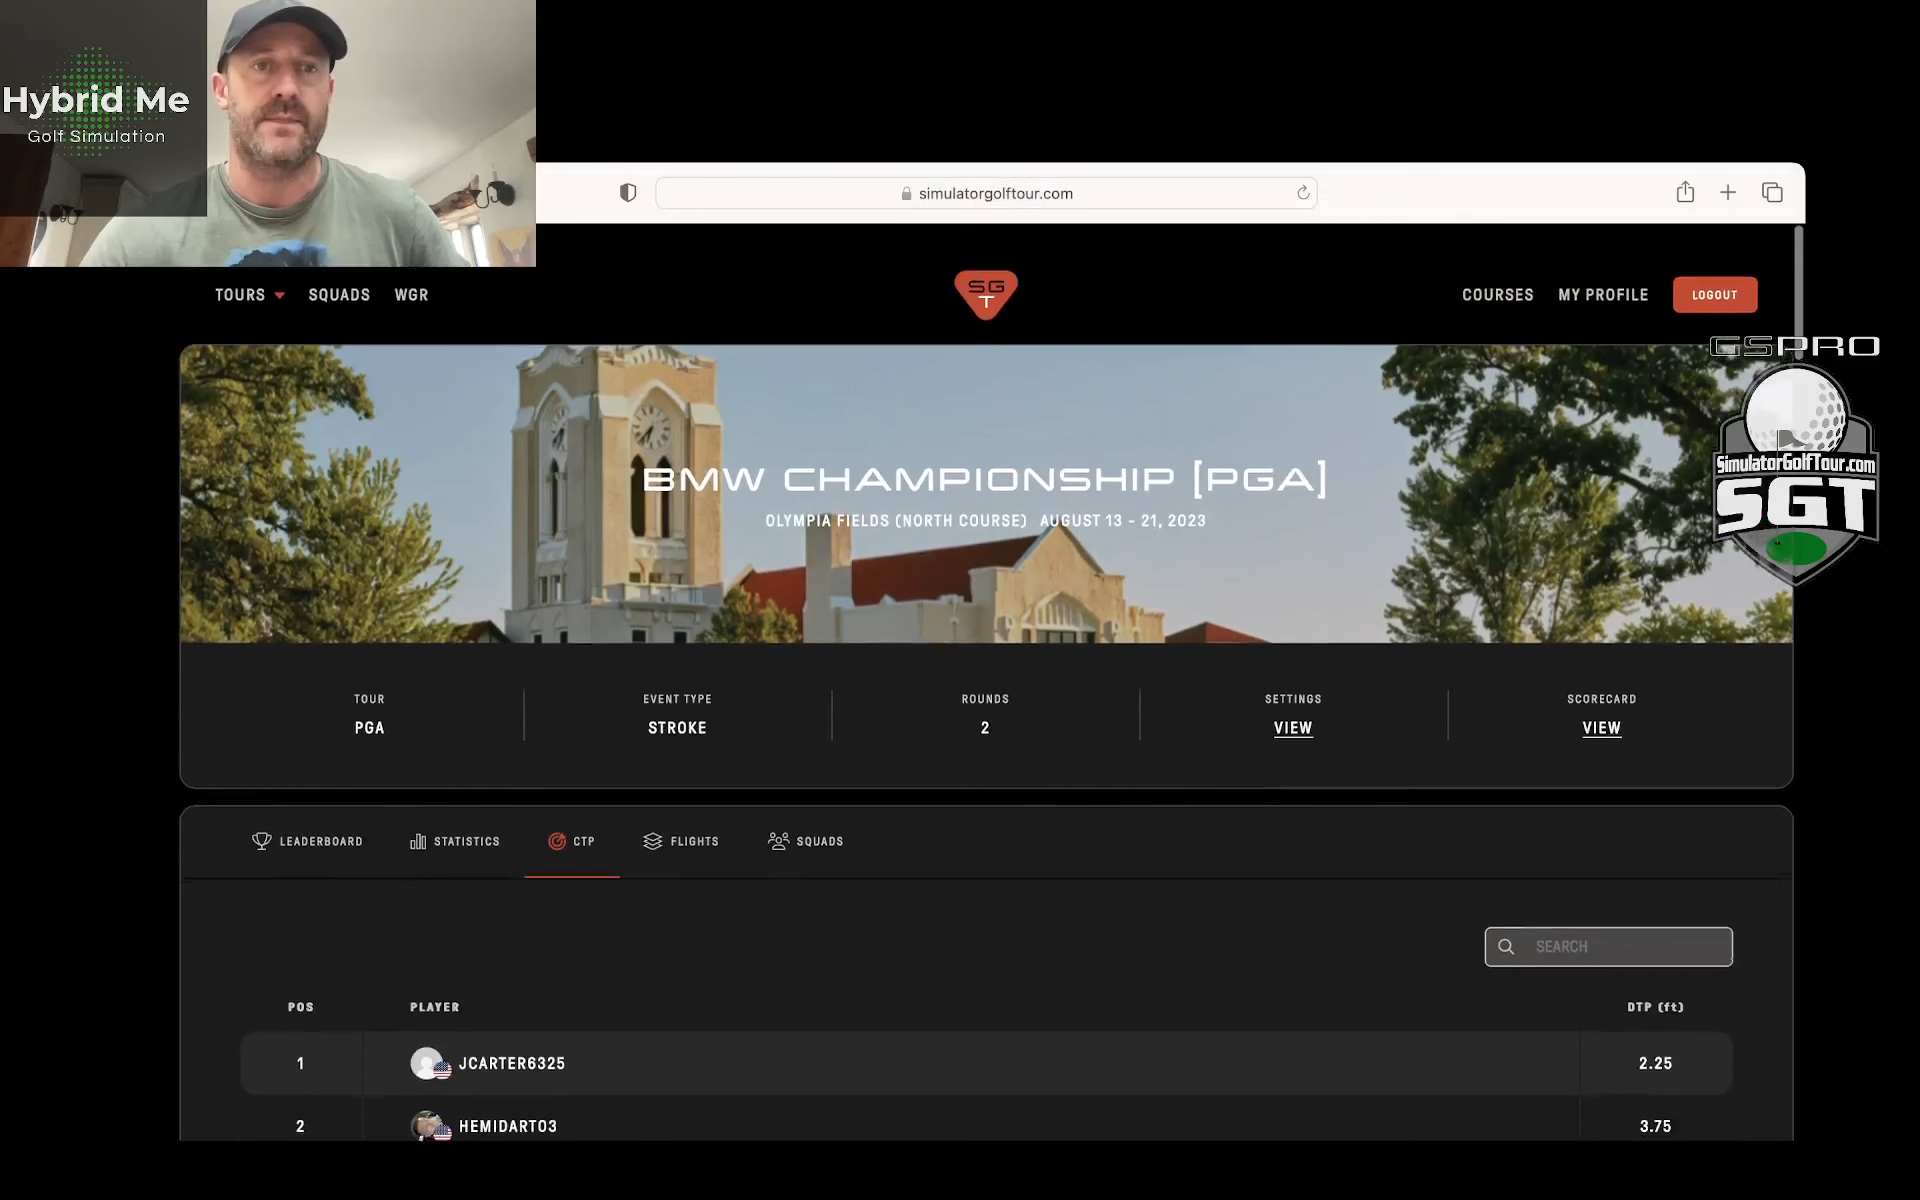 Hybrid Me
Golf Simulation
simulatorgolftour.com
TOURS
SQUADS
WGR
SG
T
COURSES
MY PROFILE
LOGOUT
GSPRO
SimulatorGolfTour.com
SGT
BMW CHAMPIONSHIP [PGA]
OLYMPIA FIELDS (NORTH COURSE) AUGUST 13 - 21, 2023
TOUR
PGA
EVENT TYPE
STROKE
ROUNDS
2
SETTINGS
VIEW
SCORECARD
VIEW
LEADERBOARD
STATISTICS
CTP
FLIGHTS
SQUADS
SEARCH
POS PLAYER DTP (ft)
1 JCARTER6325 2.25
2 HEMIDART03 3.75